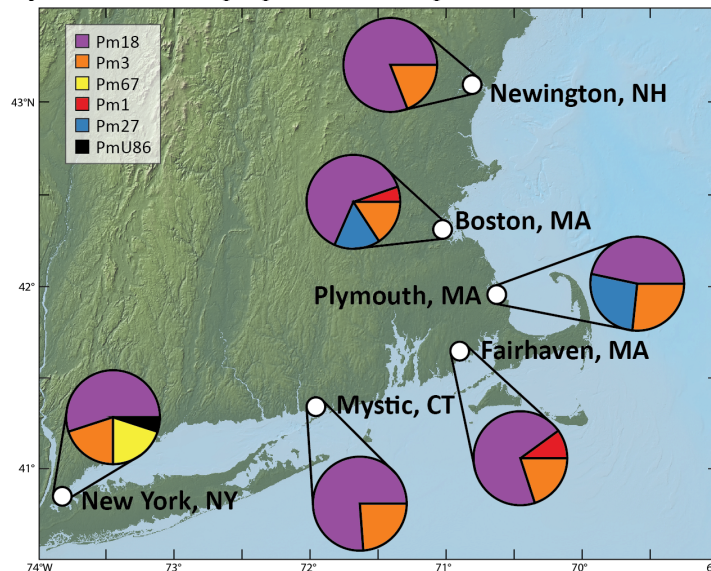 Pm18
Pm3
Pm67
Pm1
Pm27
PmU86
43°N
Newington, NH
Boston, MA
42°
Plymouth, MA
Fairhaven, MA
Mystic, CT
41°
New York, NY
74°W
73°
72°
71°
70°